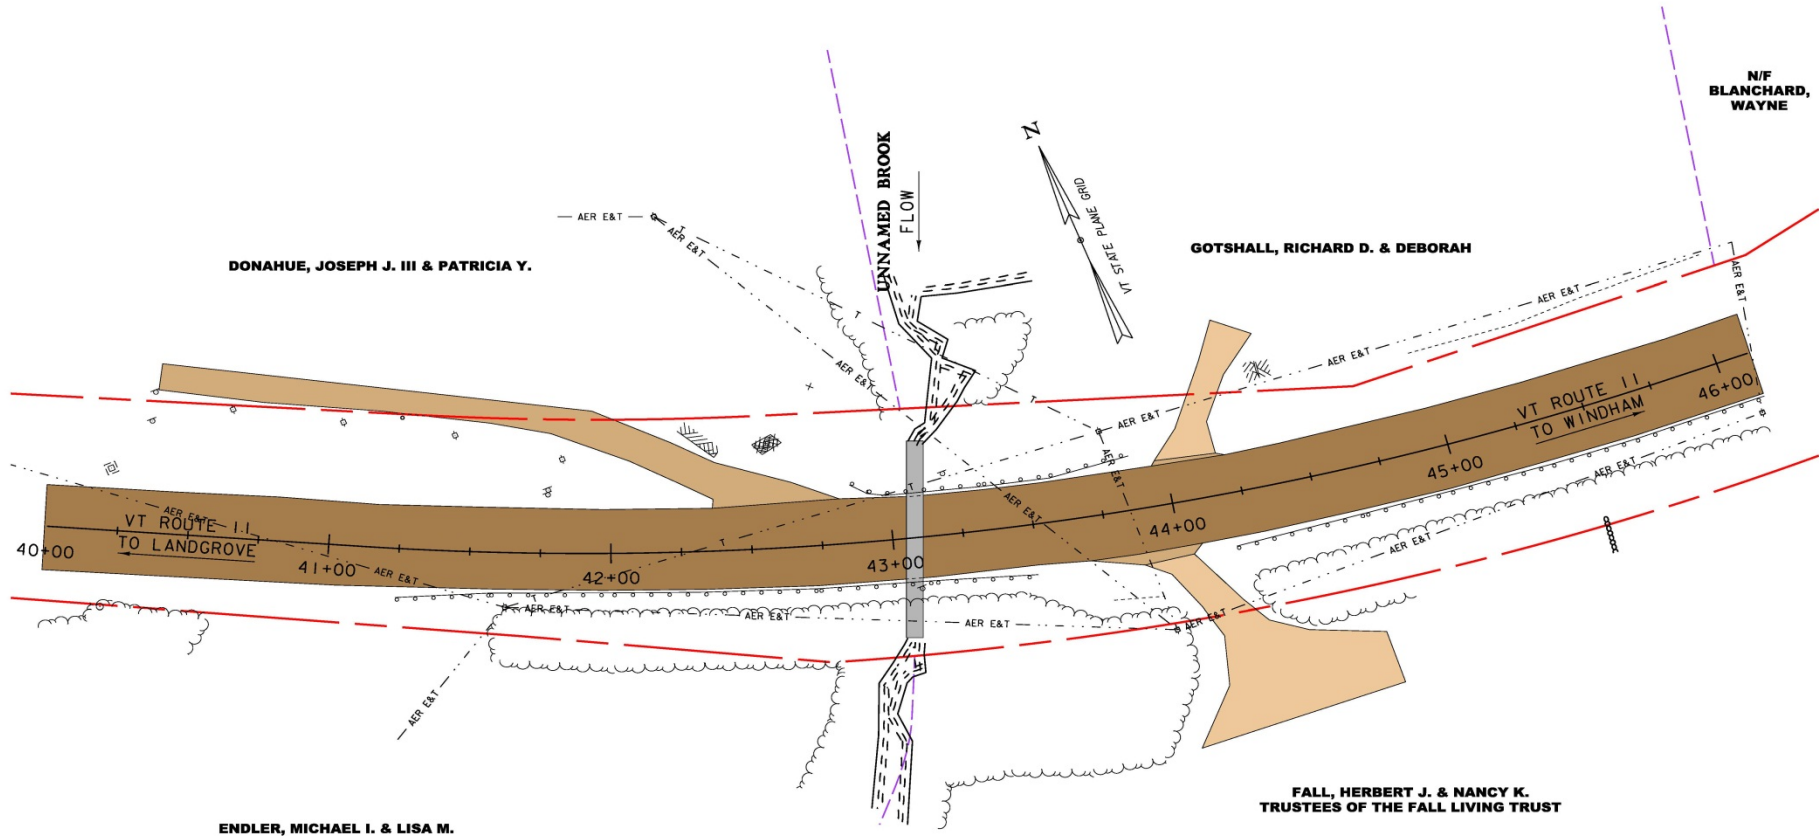 N/F
BLANCHARD,
WAYNE
N
UNNAMED BROOK
FLOW
VT STATE PLANE GRID
AER E&T
T
AER E&T
GOTSHALL, RICHARD D. & DEBORAH
DONAHUE, JOSEPH J. III & PATRICIA Y.
AER E&T
AER E&T
T
AER E&T
AER E&T
T
AER E&T
AER E&T
VT ROUTE 11
TO WINDHAM
46+00
45+00
44+00
AER E&T
AER E&T
AER E&T
T
AER E&T
VT ROUTE 11
TO LANDGROVE
40+00
41+00
42+00
43+00
T
AER E&T
T
AER E&T
AER E&T
AER E&T
AER E&T
AER E&T
FALL, HERBERT J. & NANCY K.
TRUSTEES OF THE FALL LIVING TRUST
ENDLER, MICHAEL I. & LISA M.